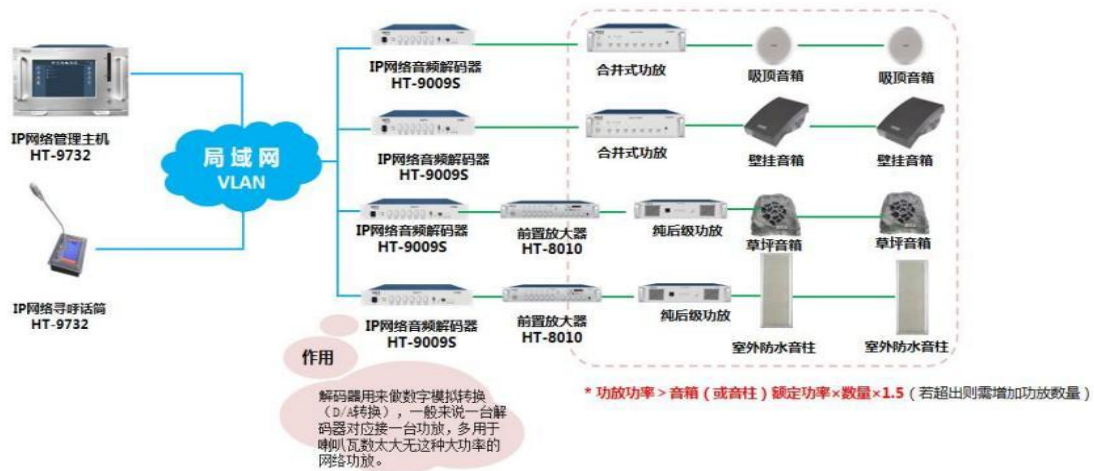 IP网络管理主机
HT-9732
IP网络寻呼话筒
HT-9732
局域网
VLAN
IP网络音频解码器
HT-9009S
合并式功放
吸顶音箱
吸顶音箱
IP网络音频解码器
HT-9009S
合并式功放
壁挂音箱
壁挂音箱
IP网络音频解码器
HT-9009S
前置放大器
HT-8010
纯后级功放
草坪音箱
草坪音箱
IP网络音频解码器
HT-9009S
前置放大器
HT-8010
纯后级功放
室外防水音柱
室外防水音柱
作用
解码器用来做数字模拟转换
（D/A转换），一般来说一台解
码器对应接一台功放，多用于
喇叭瓦数太大无这种大功率的
网络功放。
* 功放功率＞音箱（或音柱）额定功率×数量×1.5（若超出则需增加功放数量）